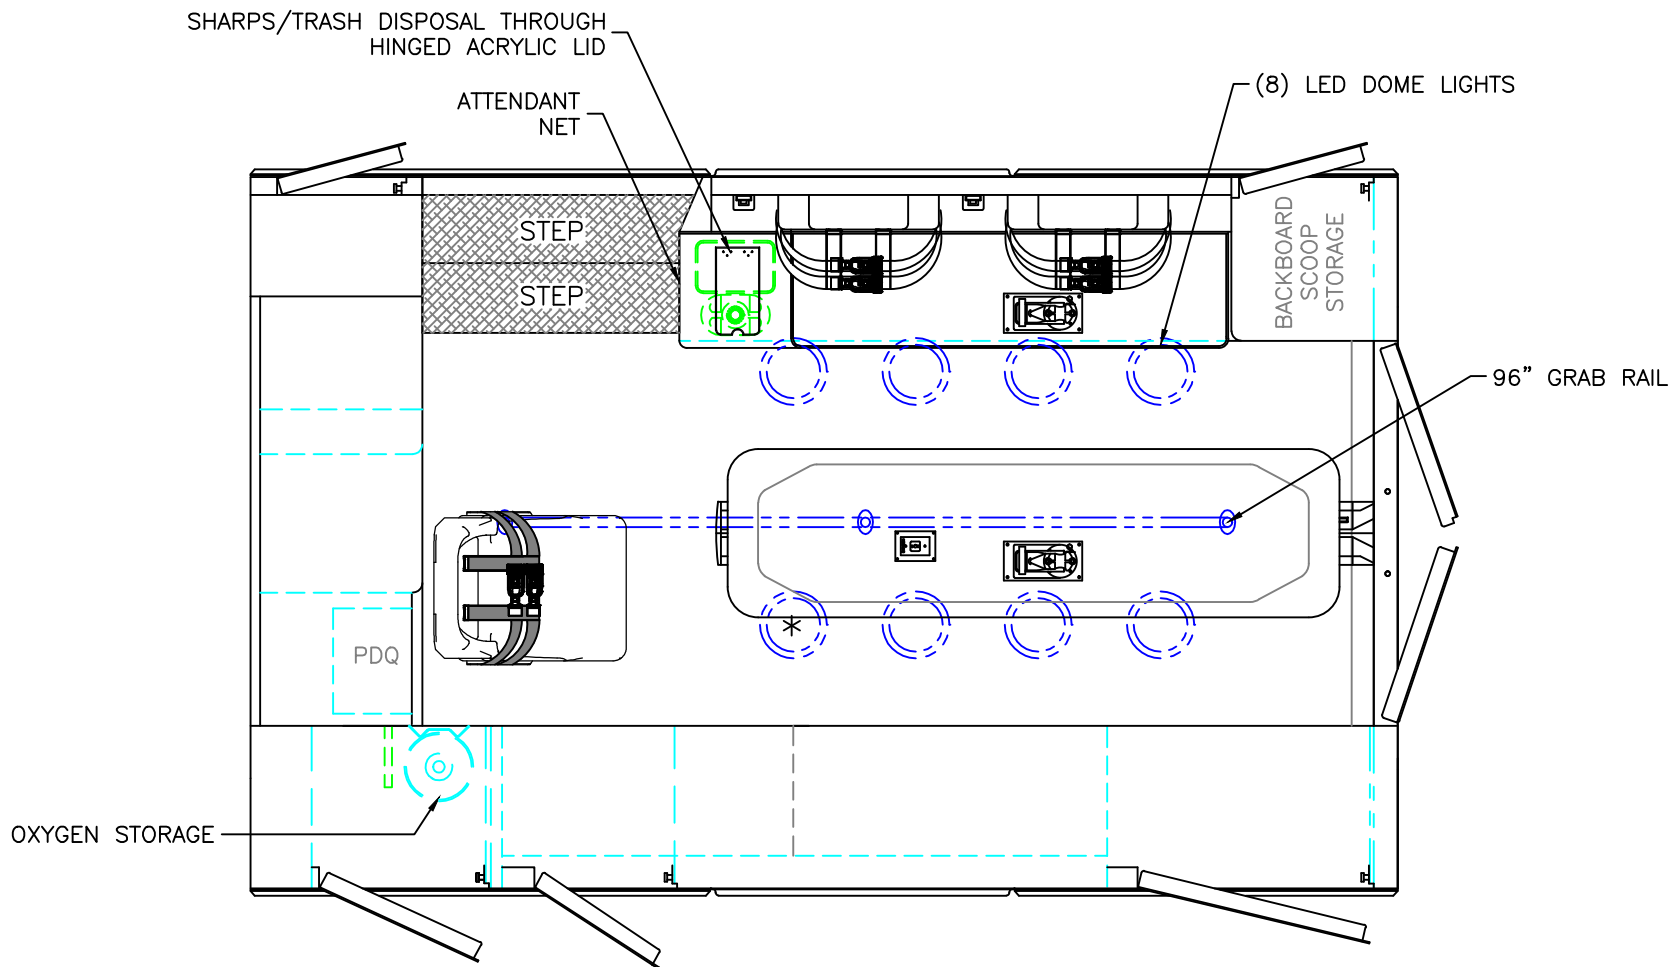 SHARPS/TRASH DISPOSAL THROUGH
HINGED ACRYLIC LID
ATTENDANT
NET
(8) LED DOME LIGHTS
STEP
STEP
BACKBOARD
SCOOP
STORAGE
96” GRAB RAIL
PDQ
*
OXYGEN STORAGE